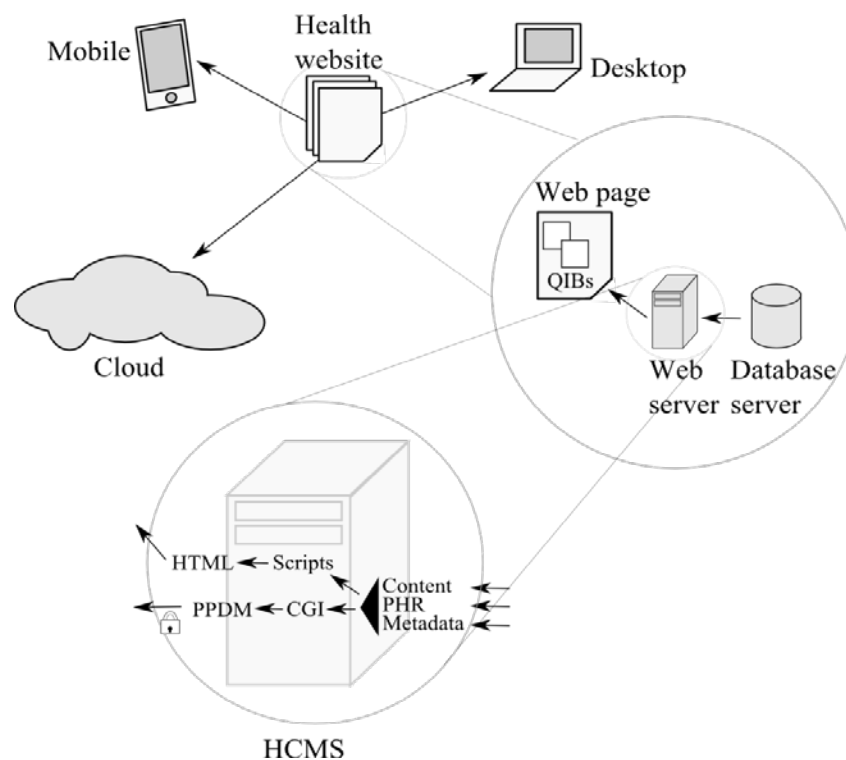 Mobile
Health
website
Desktop
Web page
QIBs
Cloud
Web
server
Database
server
HTML
Scripts
Content
PHR
Metadata
PPDM
CGI
HCMS